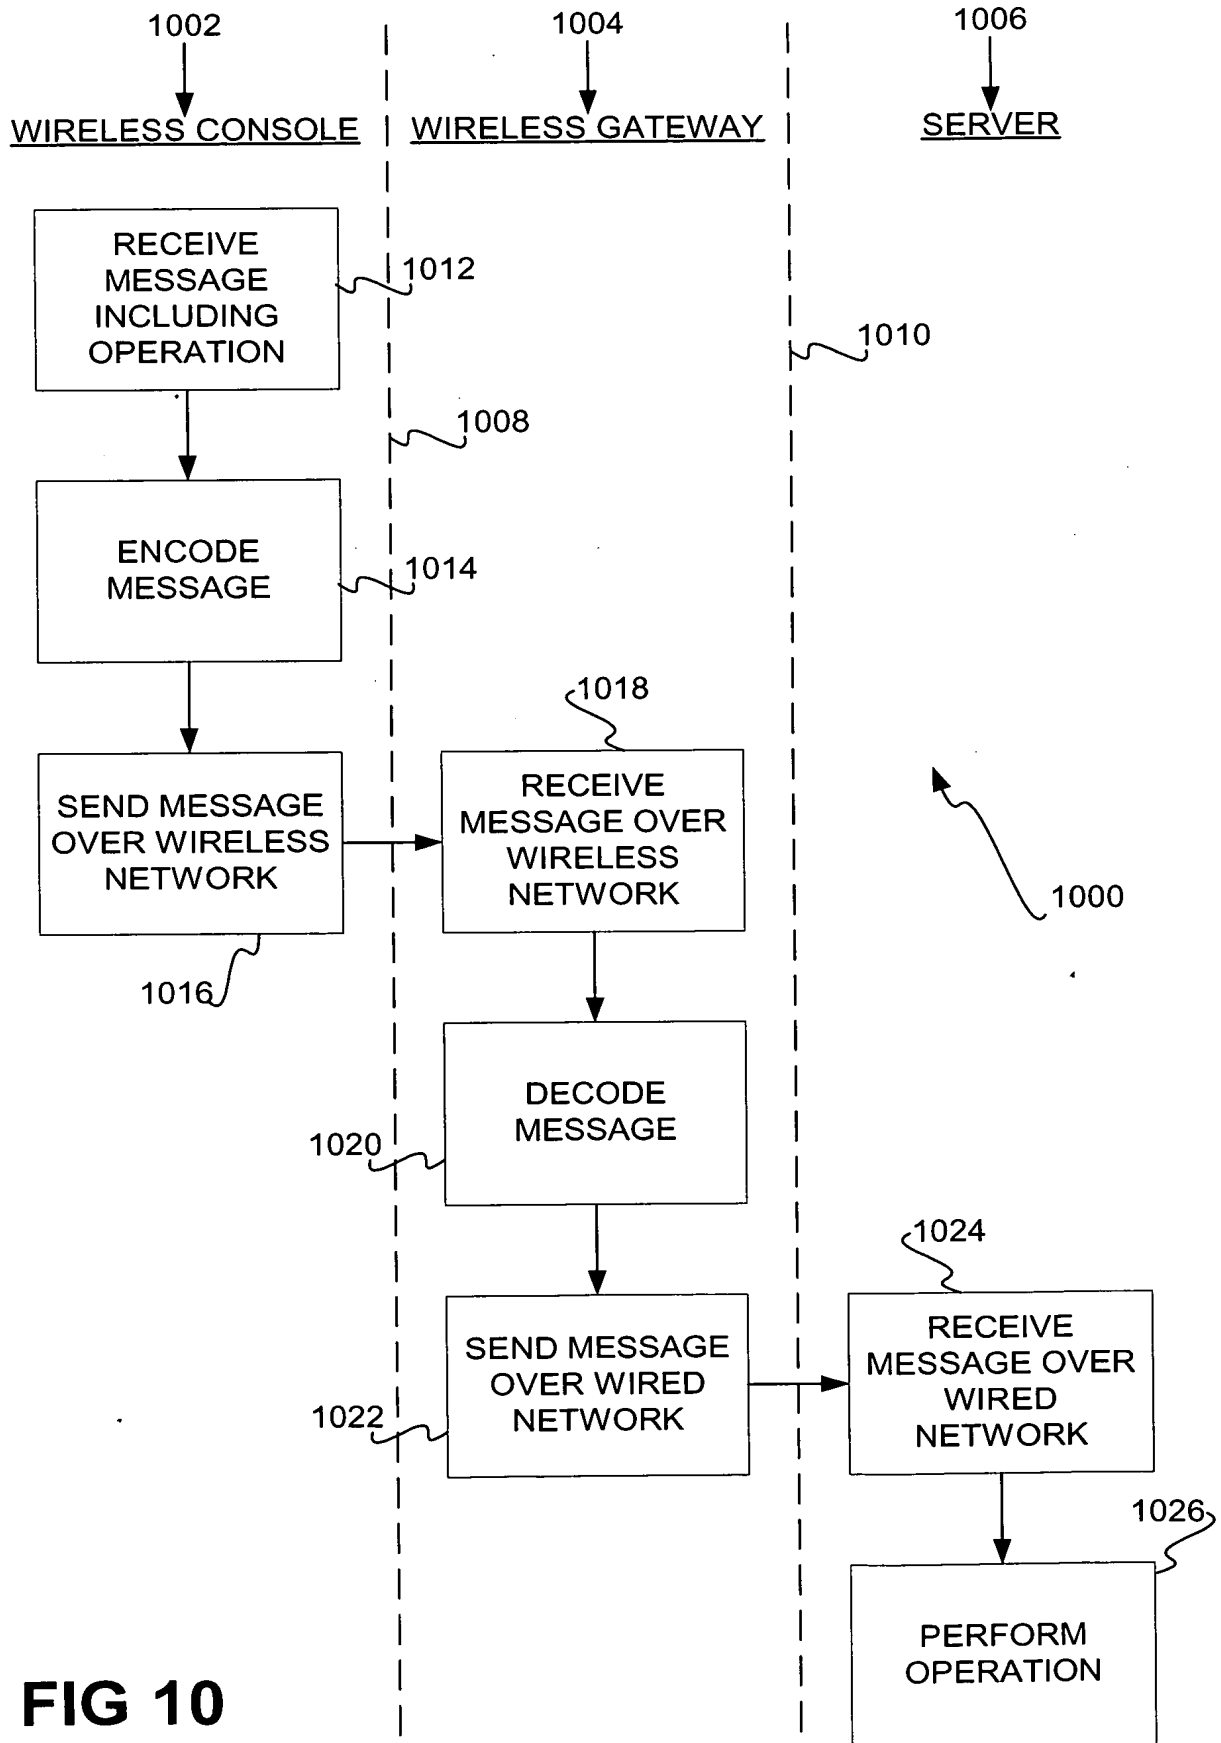 1002
1004
1006
WIRELESS CONSOLE
WIRELESS GATEWAY
SERVER
RECEIVE
MESSAGE
INCLUDING
OPERATION
1012
1010
1008
ENCODE
MESSAGE
1014
1018
SEND MESSAGE
OVER WIRELESS
NETWORK
1016
RECEIVE
MESSAGE OVER
WIRELESS
NETWORK
1000
DECODE
MESSAGE
1020
1024
SEND MESSAGE
OVER WIRED
NETWORK
1022
RECEIVE
MESSAGE OVER
WIRED
NETWORK
1026
PERFORM
OPERATION
FIG 10